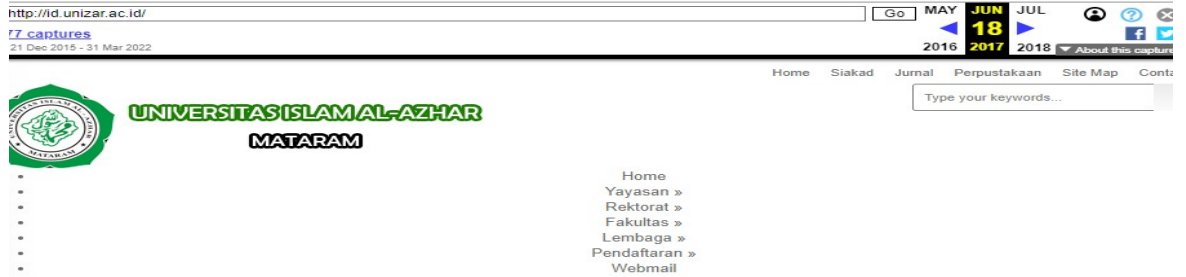 http://id.unizar.ac.id/ Go MAY JUN JUL
77 captures 18
21 Dec 2015 - 31 Mar 2022 2016 2017 2018 About this capture
Home Siakad Jurnal Perpustakaan Site Map Conta
Type your keywords...
UNIVERSITAS ISLAM AL-AZHAR
MATARAM
Home
Yayasan »
Rektorat »
Fakultas »
Lembaga »
Pendaftaran »
Webmail